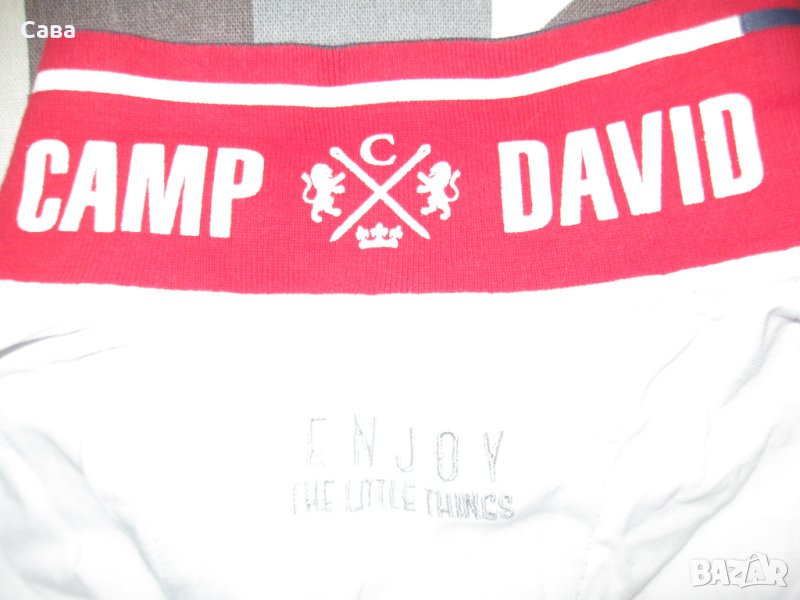 Сава
CAMP C DAVID
ENJOY
THE LITTLE THINGS
BAZAR